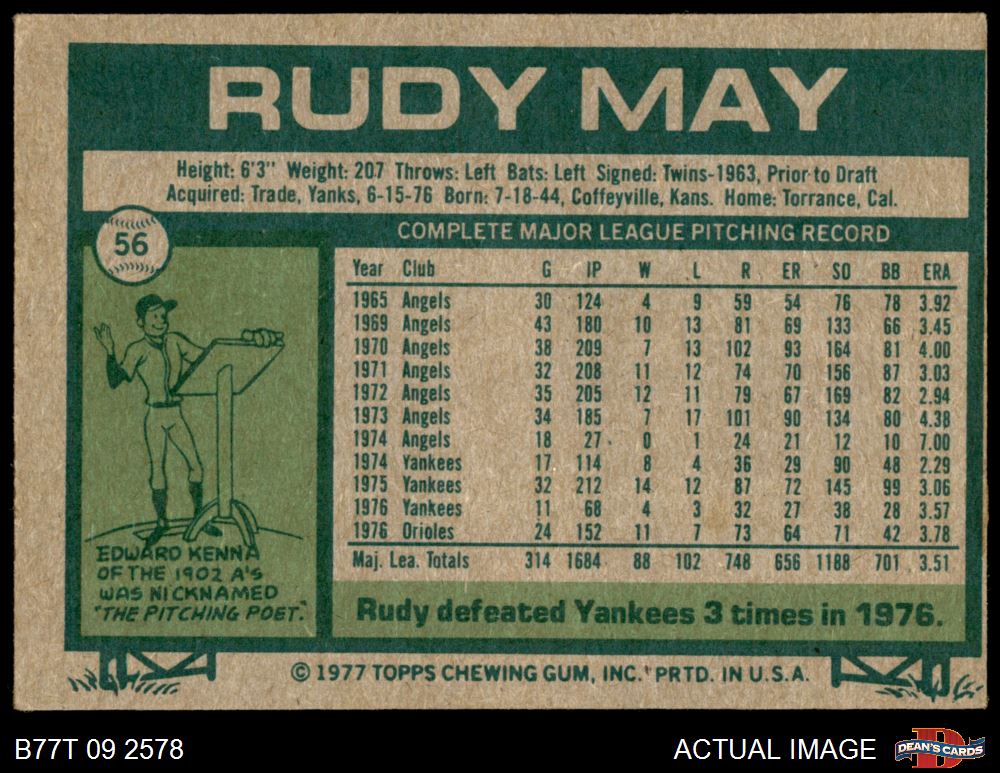 RUDY MAY
Height: 6'3" Weight: 207 Throws: Left Bats: Left Signed: Twins-1963, Prior to Draft
Acquired: Trade, Yanks, 6-15-76 Born: 7-18-44, Coffeyville, Kans. Home: Torrance, Cal.
56
COMPLETE MAJOR LEAGUE PITCHING RECORD
Year Club G IP W L R ER SO BB ERA
1965 Angels 30 124 4 9 59 54 76 78 3.92
1969 Angels 43 180 10 13 81 69 133 66 3.45
1970 Angels 38 209 7 13 102 93 164 81 4.00
1971 Angels 32 208 11 12 74 70 156 87 3.03
1972 Angels 35 205 12 11 79 67 169 82 2.94
1973 Angels 34 185 7 17 101 90 134 80 4.38
1974 Angels 18 27 0 1 24 21 12 10 7.00
1974 Yankees 17 114 8 4 36 29 90 48 2.29
1975 Yankees 32 212 14 12 87 72 145 99 3.06
1976 Yankees 11 68 4 3 32 27 38 28 3.57
1976 Orioles 24 152 11 7 73 64 71 42 3.78
Maj. Lea. Totals 314 1684 88 102 748 656 1188 701 3.51
EDWARD KENNA
OF THE 1902 A'S
WAS NICKNAMED
"THE PITCHING POET."
Rudy defeated Yankees 3 times in 1976.
© 1977 TOPPS CHEWING GUM, INC. PRTD. IN U.S.A.
B77T 09 2578 ACTUAL IMAGE
D
DEAN'S CARDS